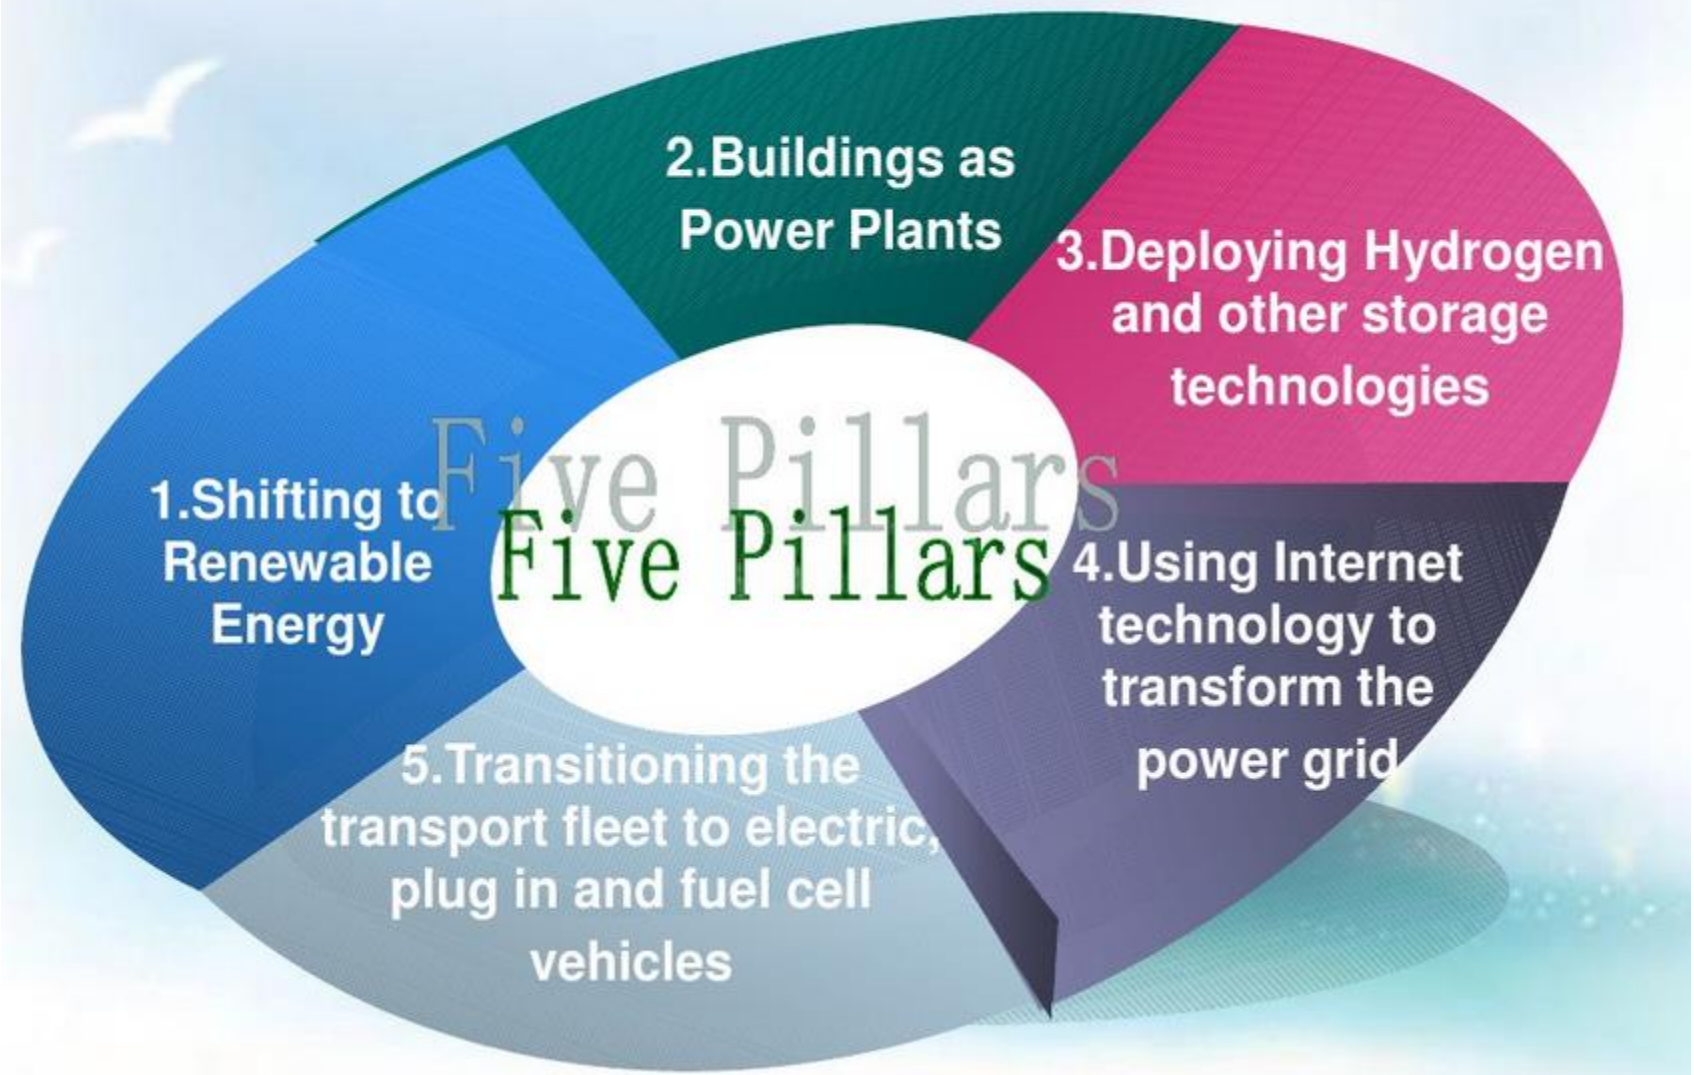 2.Buildings as
Power Plants
3.Deploying Hydrogen
and other storage
technologies
Five Pillars
Five Pillars
1.Shifting to
Renewable
Energy
4.Using Internet
technology to
transform the
power grid
5.Transitioning the
transport fleet to electric,
plug in and fuel cell
vehicles